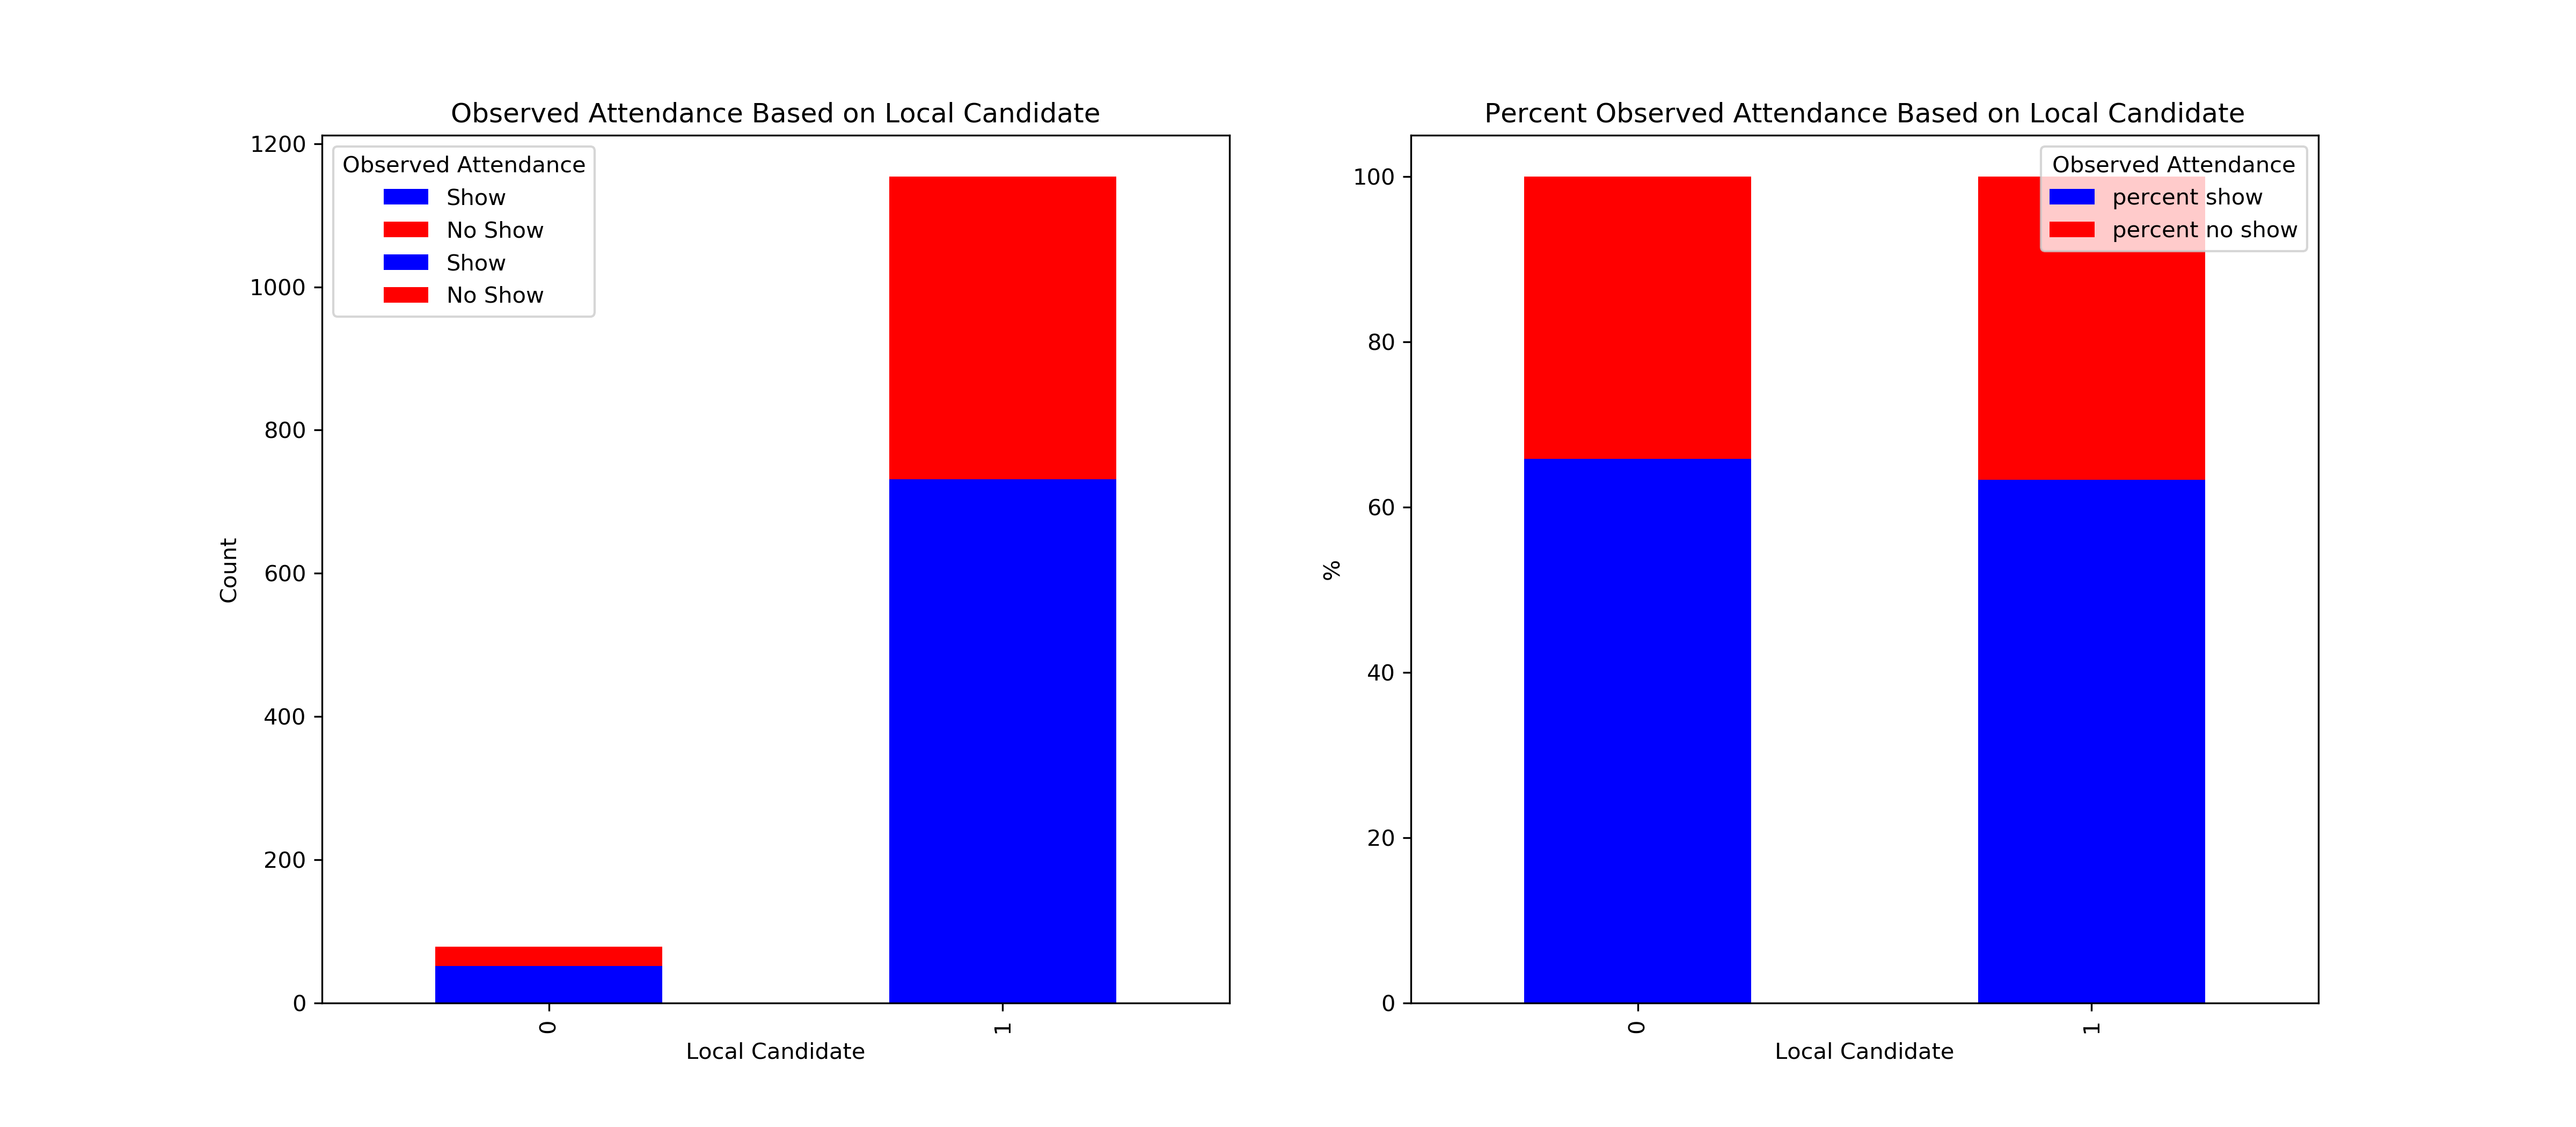 Observed Attendance Based on Local Candidate
1200
1000
800
600
400
200
0
Count
Observed Attendance
Show
No Show
Show
No Show
0
1
Local Candidate
Percent Observed Attendance Based on Local Candidate
100
80
60
40
20
0
%
Observed Attendance
percent show
percent no show
0
1
Local Candidate